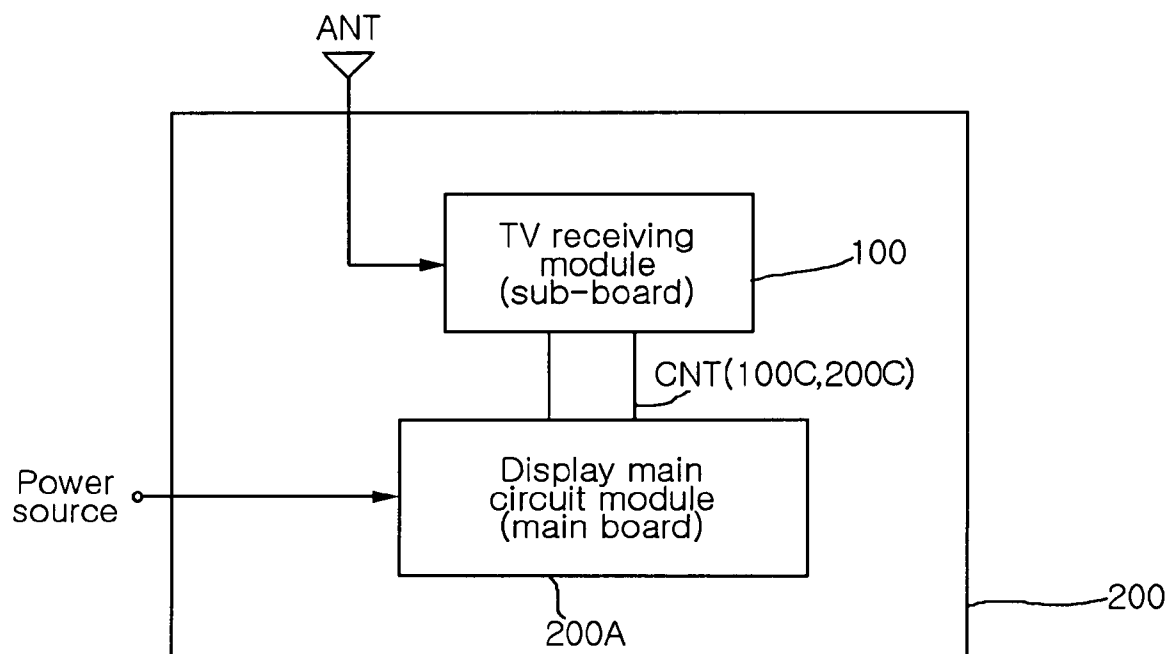 ANT
TV receiving
module
(sub-board)
100
CNT(100C,200C)
Power
source
Display main
circuit module
(main board)
200
200A